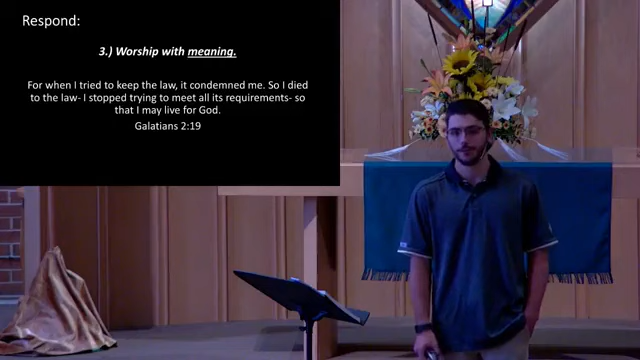 Respond:
3.) Worship with meaning.
For when I tried to keep the law, it condemned me. So I died
to the law- I stopped trying to meet all its requirements- so
that I may live for God.
Galatians 2:19